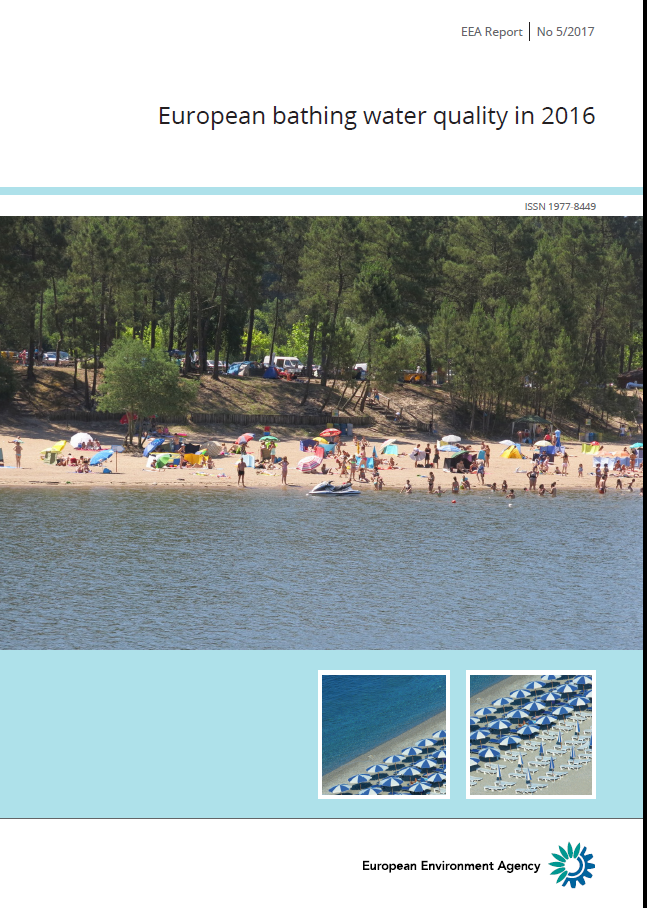 EEA Report | No 5/2017
European bathing water quality in 2016
ISSN 1977-8449
European Environment Agency